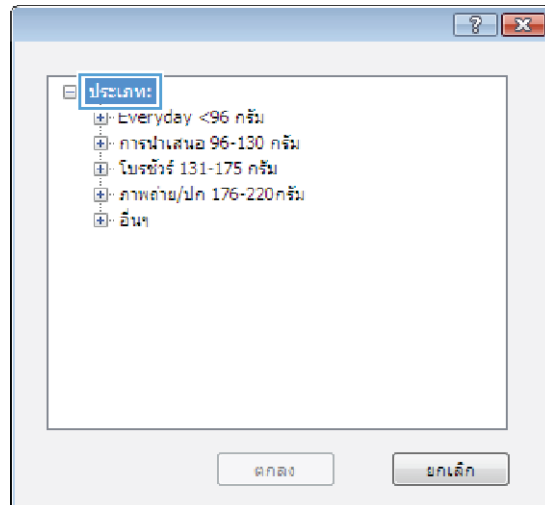 ประเภท:
Everyday <96 กรัม
การนำเสนอ 96-130 กรัม
โบรชัวร์ 131-175 กรัม
ภาพถ่าย/ปก 176-220กรัม
อื่นๆ
ตกลง
ยกเลิก